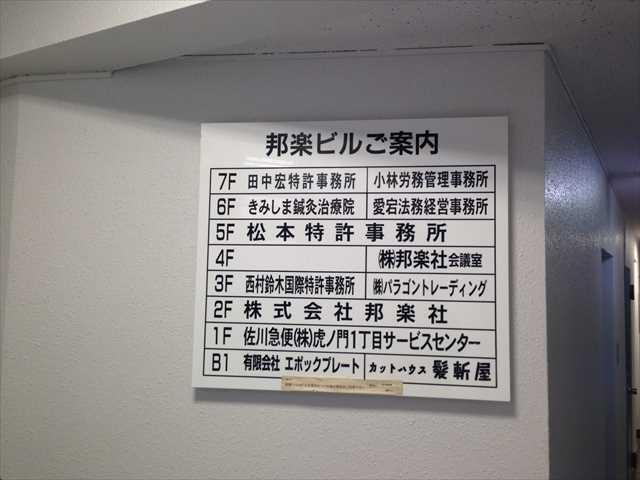 邦楽ビルご案内
7F 田中宏特許事務所 小林労務管理事務所
6F きみしま鍼灸治療院 愛宕法務経営事務所
5F 松本特許事務所
4F ㈱邦楽社会議室
3F 西村鈴木国際特許事務所 ㈱パラゴントレーディング
2F 株式会社邦楽社
1F 佐川急便(株)虎ノ門1丁目サービスセンター
B1 有限会社 エポックプレート カットハウス 髪斬屋